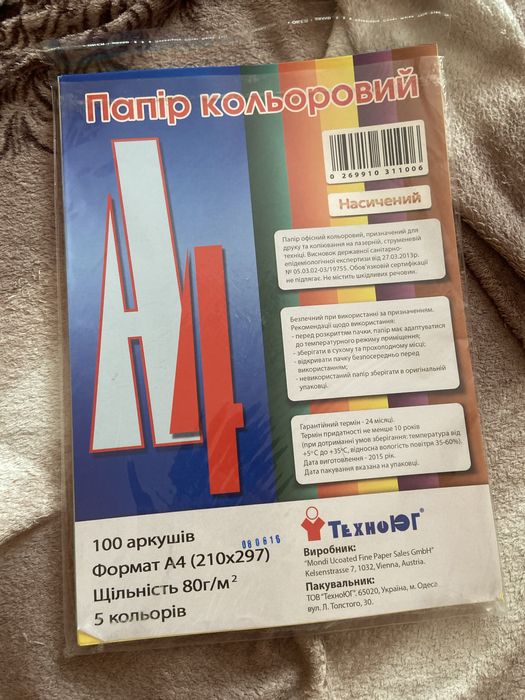 Папір кольоровий
А4
0 269910 311006
Насичений
Папір офісний кольоровий, призначений для
друку та копіювання на лазерній, струменевій
техніці. Висновок державної санітарно-
епідеміологічної експертизи від 27.03.2013р.
№ 05.03.02-03/19755. Обов'язковій сертифікації
не підлягає. Не містить шкідливих речовин.
Безпечний при використанні за призначенням.
Рекомендації щодо використання:
- перед розкриттям пачки, папір має адаптуватися
до температурного режиму приміщення;
- зберігати в сухому та прохолодному місці;
- відкривати пачку безпосередньо перед
використанням;
- невикористаний папір зберігати в оригінальній
упаковці.
Гарантійний термін - 24 місяці.
Термін придатності не менше 10 років
(при дотриманні умов зберігання: температура від
+5°С до +35°С, відносна вологість повітря 35-60%).
Дата виготовлення - 2015 рік.
Дата пакування вказана на упаковці.
100 аркушів
080616
Формат А4 (210х297)
Щільність 80г/м²
5 кольорів
ТЕХНОЮГ®
Виробник:
"Mondi Ucoated Fine Paper Sales GmbH"
Kelsenstrasse 7, 1032, Vienna, Austria.
Пакувальник:
ТОВ "ТехноЮГ", 65020, Україна, м. Одеса
вул. Л. Толстого, 30.